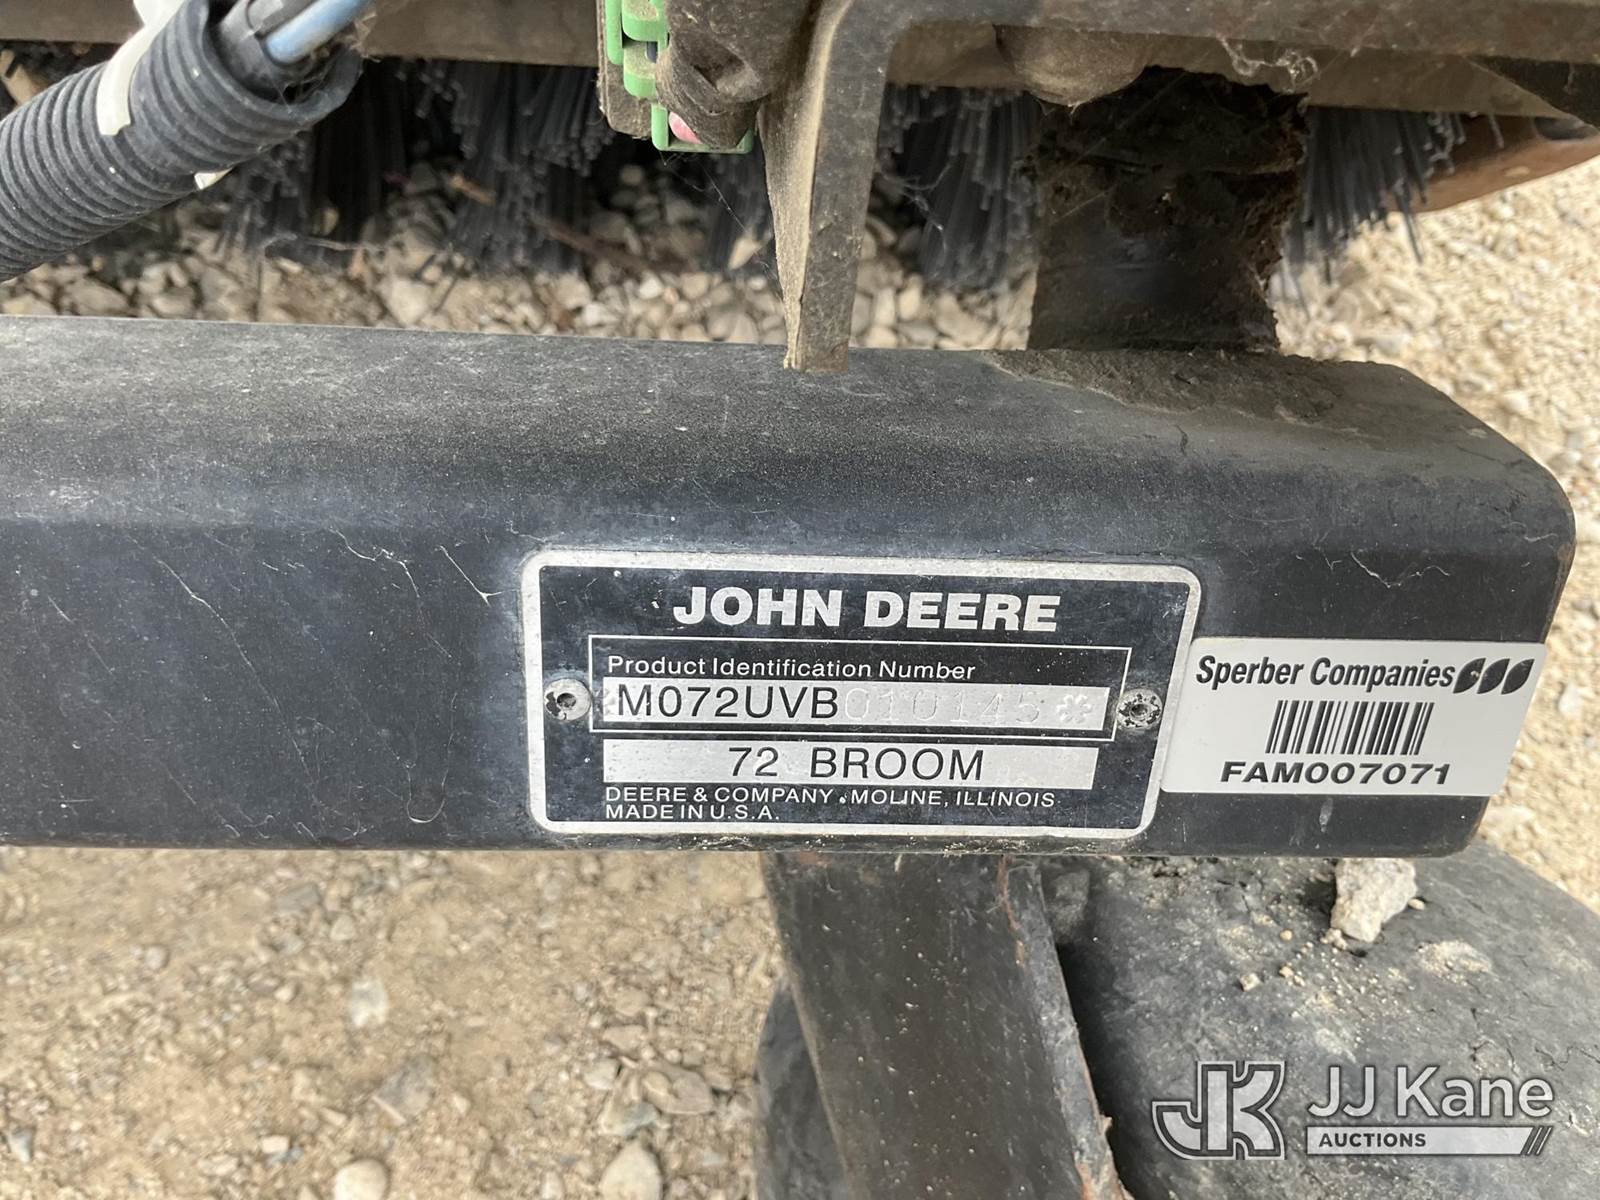 JOHN DEERE
Product Identification Number
*M072UVB010145*
72 BROOM
DEERE & COMPANY • MOLINE, ILLINOIS
MADE IN U.S.A.
Sperber Companies
FAM007071
JK JJ Kane
AUCTIONS